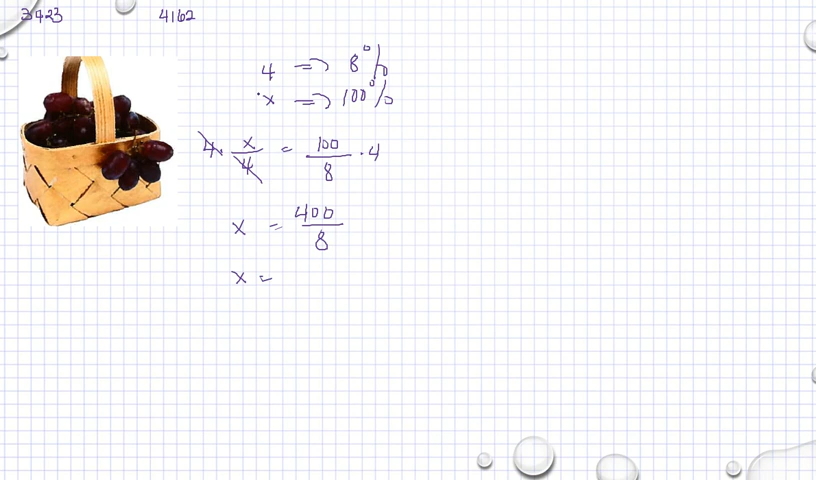 3423 4162
4 => 8%
x => 100%
4 · x/4 = 100/8 · 4
x = 400/8
x =